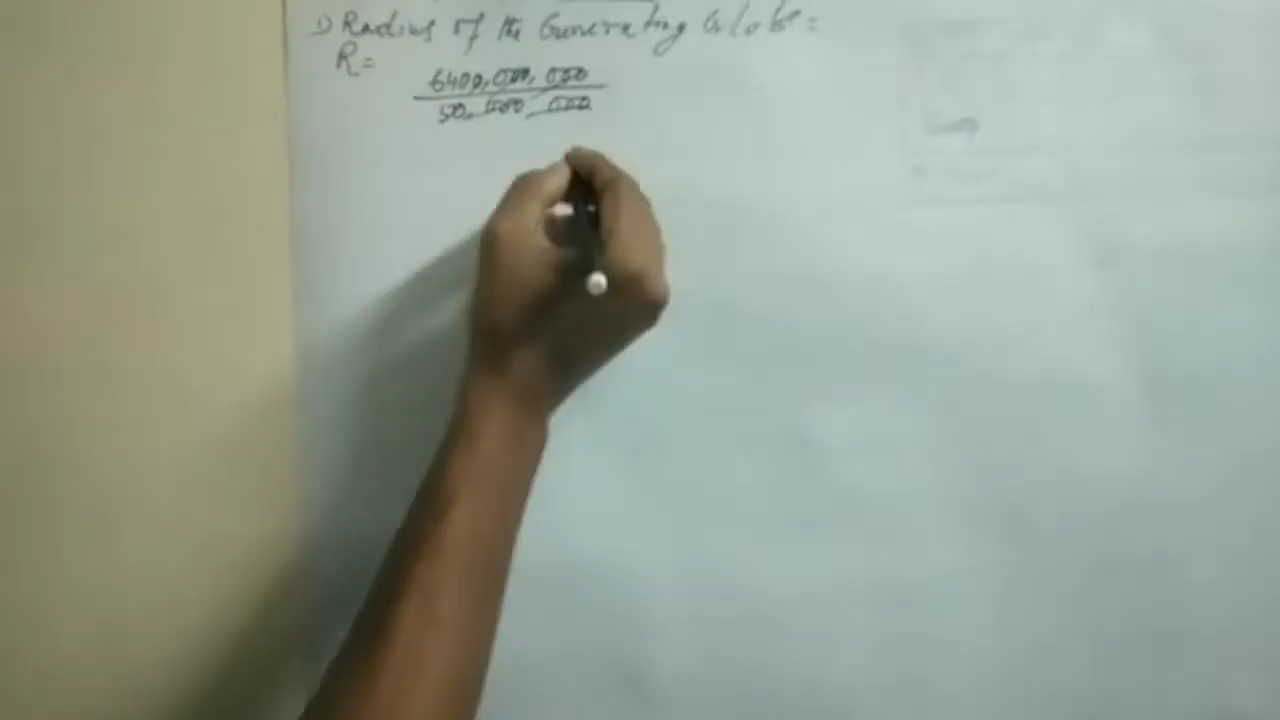 1) Radius of the Generating Globe =
R =
6400,000,000
50,000,000